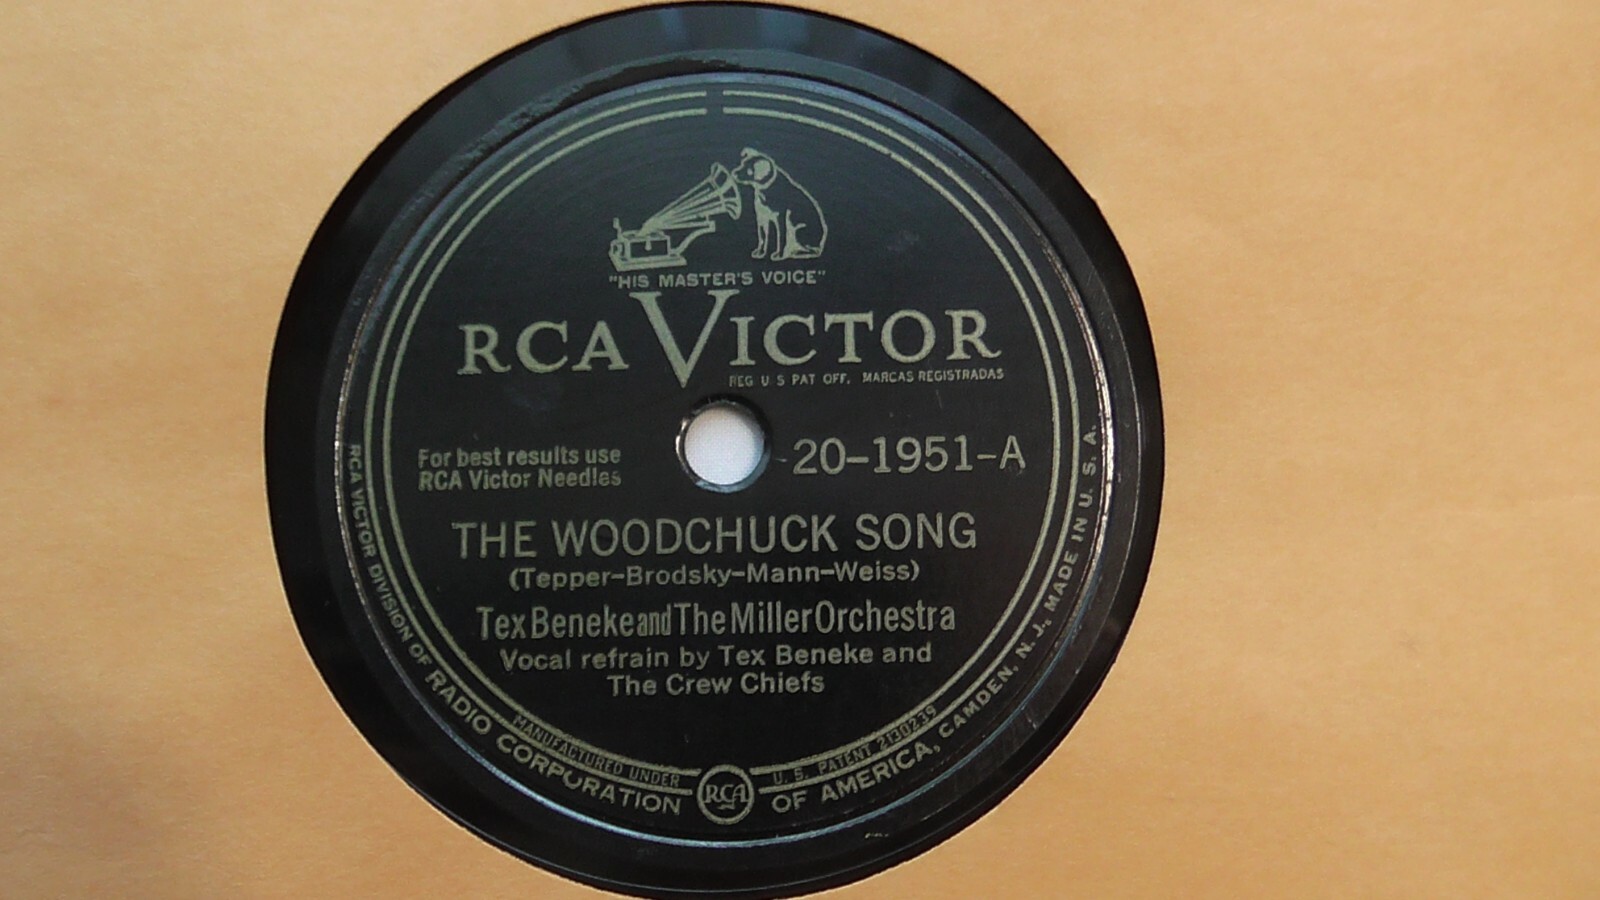 "HIS MASTER'S VOICE"
RCA VICTOR
REG U S PAT OFF. MARCAS REGISTRADAS
For best results use
RCA Victor Needles
20-1951-A
THE WOODCHUCK SONG
(Tepper-Brodsky-Mann-Weiss)
Tex Beneke and The Miller Orchestra
Vocal refrain by Tex Beneke and
The Crew Chiefs
MANUFACTURED UNDER U. S. PATENT 2130239
RCA VICTOR DIVISION OF RADIO CORPORATION OF AMERICA, CAMDEN, N. J., MADE IN U. S. A.
RCA